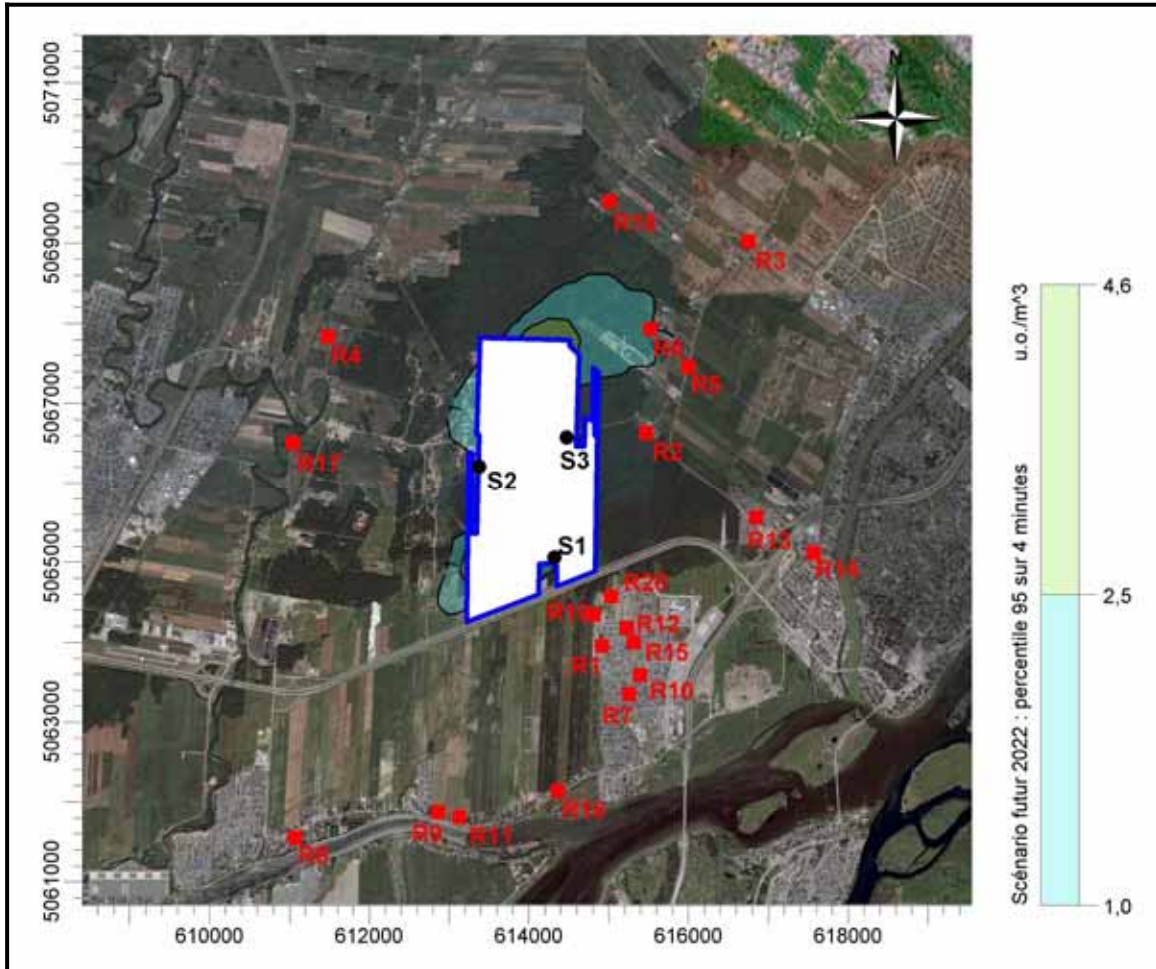 N
5071000
5069000
5067000
5065000
5063000
5061000
610000
612000
614000
616000
618000
R18
R3
R4
R5
R2
R17
S3
S2
S1
R13
R14
R20
R12
R15
R1
R10
R7
R16
R9
R11
R8
4,6
u.o./m^3
2,5
1,0
Scénario futur 2022 : percentile 95 sur 4 minutes